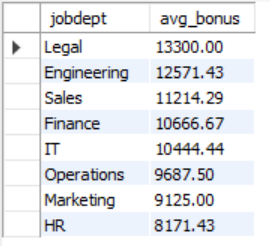 jobdept avg_bonus
Legal 13300.00
Engineering 12571.43
Sales 11214.29
Finance 10666.67
IT 10444.44
Operations 9687.50
Marketing 9125.00
HR 8171.43